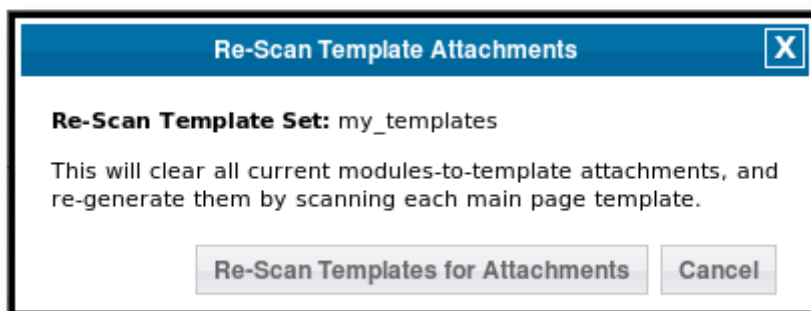 Re-Scan Template Attachments X
Re-Scan Template Set: my_templates
This will clear all current modules-to-template attachments, and
re-generate them by scanning each main page template.
Re-Scan Templates for Attachments Cancel